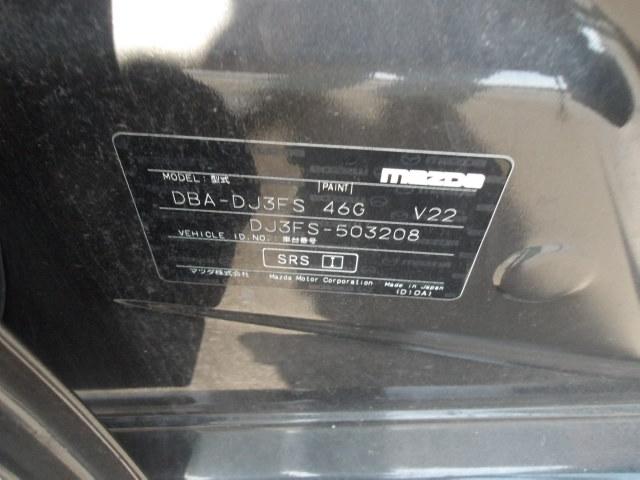 mazda
MODEL: 型式 PAINT
DBA-DJ3FS 46G V22
DJ3FS-503208
VEHICLE ID.NO.: 車台番号
SRS
マツダ株式会社 Mazda Motor Corporation Made in Japan
(D10A)